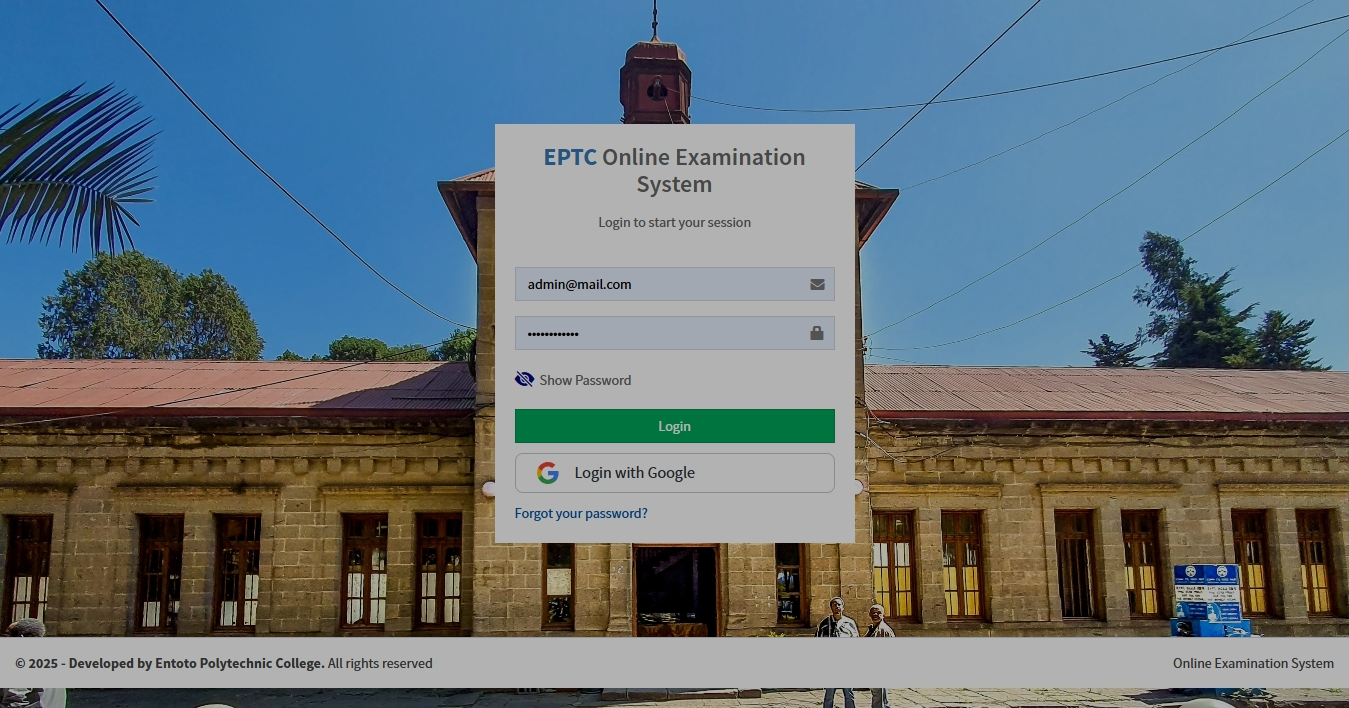 EPTC Online Examination
System
Login to start your session
admin@mail.com
••••••••••••
Show Password
Login
Login with Google
Forgot your password?
© 2025 - Developed by Entoto Polytechnic College. All rights reserved
Online Examination System